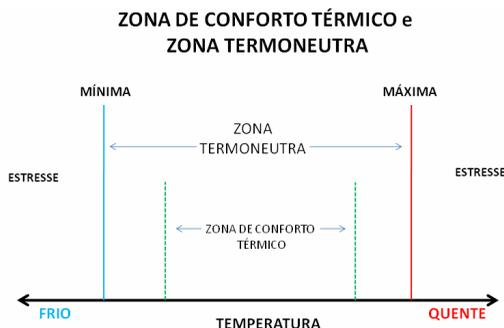 ZONA DE CONFORTO TÉRMICO e
ZONA TERMONEUTRA
MÍNIMA
MÁXIMA
ZONA
TERMONEUTRA
ESTRESSE
ESTRESSE
ZONA DE CONFORTO
TÉRMICO
FRIO
TEMPERATURA
QUENTE